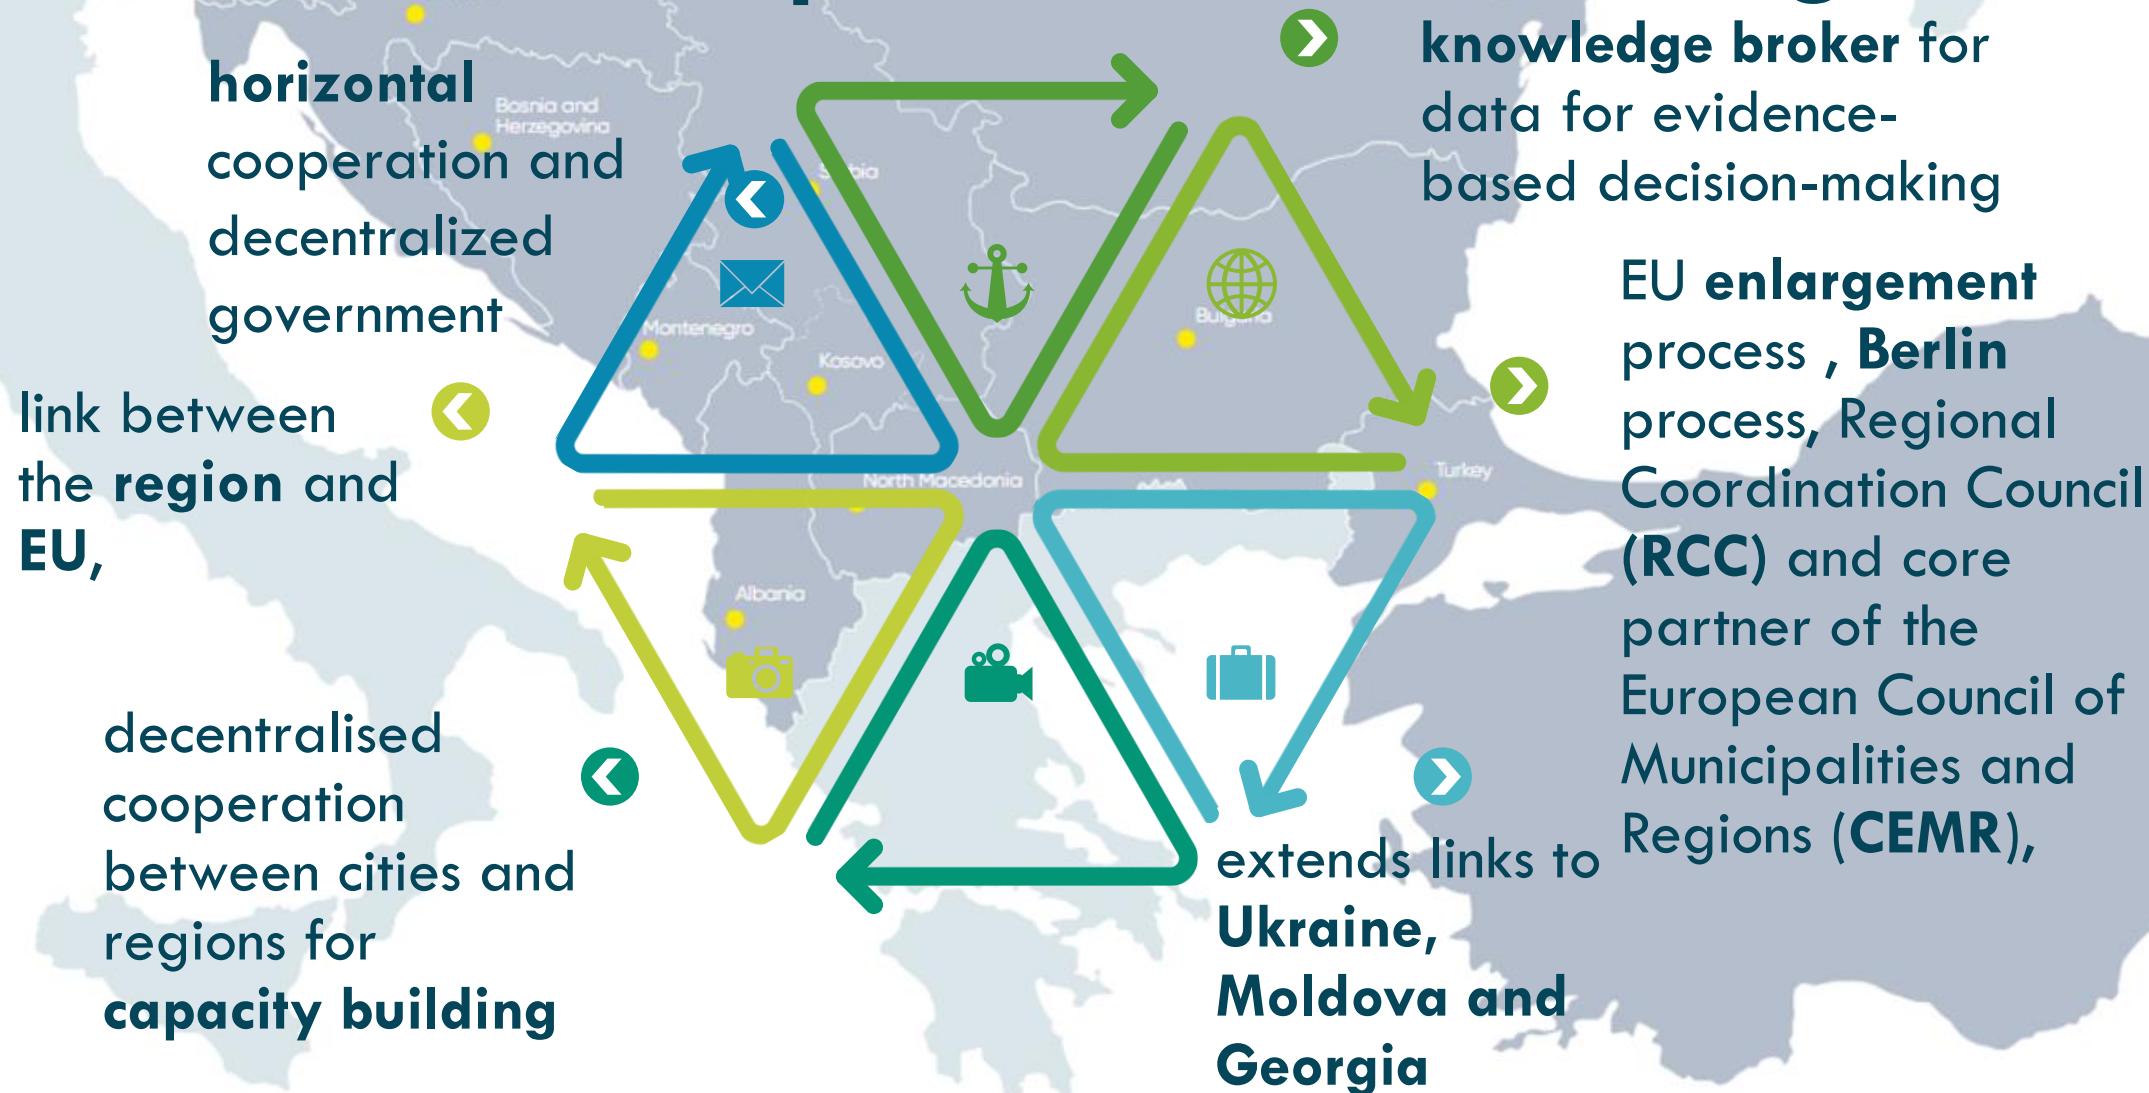 horizontal
cooperation and
decentralized
government
link between
the region and
EU,
decentralised
cooperation
between cities and
regions for
capacity building
knowledge broker for
data for evidence-
based decision-making
EU enlargement
process , Berlin
process, Regional
Coordination Council
(RCC) and core
partner of the
European Council of
Municipalities and
Regions (CEMR),
extends links to
Ukraine,
Moldova and
Georgia
Bosnia and
Herzegovina
Montenegro
Kosovo
North Macedonia
Albania
Turkey